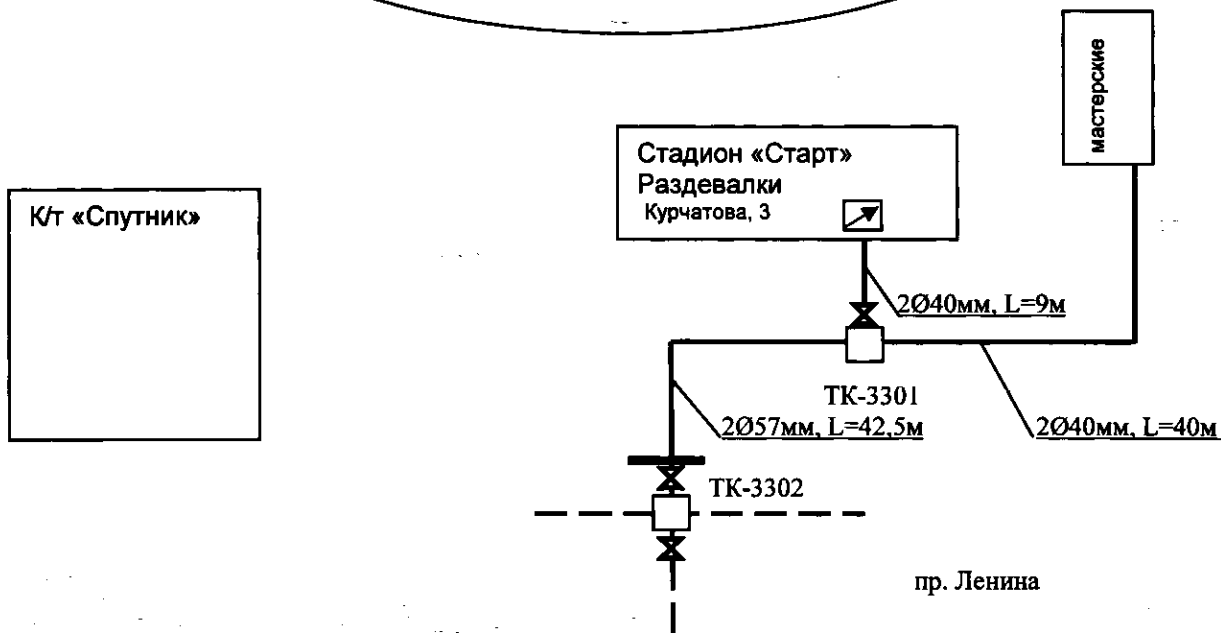 мастерские
Стадион «Старт»
Раздевалки
Курчатова, 3
К/т «Спутник»
2Ø40мм, L=9м
ТК-3301
2Ø57мм, L=42,5м
2Ø40мм, L=40м
ТК-3302
пр. Ленина